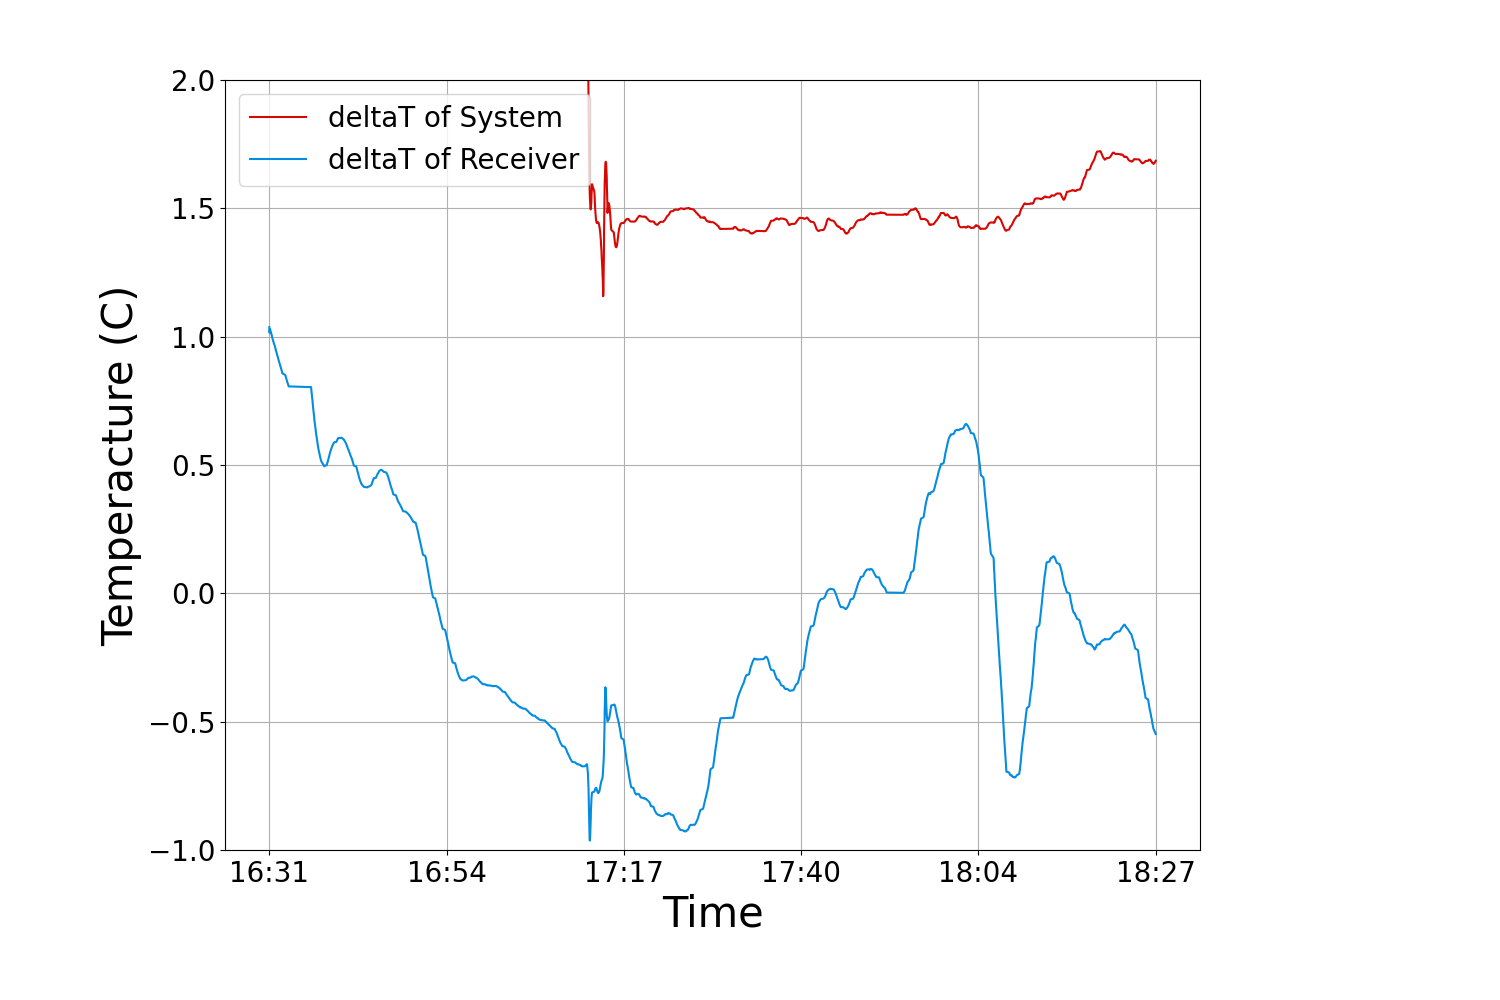 2.0
deltaT of System
deltaT of Receiver
1.5
1.0
Temperacture (C)
0.5
0.0
−0.5
−1.0
16:31 16:54 17:17 17:40 18:04 18:27
Time